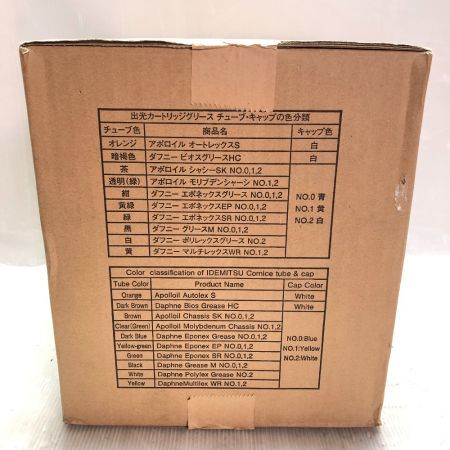 出光カートリッジグリース チューブ・キャップの色分類
チューブ色 商品名 キャップ色
オレンジ アポロイル オートレックスS 白
暗褐色 ダフニー ビオスグリースHC 白
茶 アポロイル シャシーSK NO.0,1,2
透明(緑) アポロイル モリブデンシャーシ NO.1,2
紺 ダフニー エポネックスグリース NO.0,1,2
黄緑 ダフニー エポネックスEP NO.0,1,2
緑 ダフニー エポネックスSR NO.0,1,2
黒 ダフニー グリースM NO.0,1,2
白 ダフニー ポリレックスグリース NO.2
黄 ダフニー マルチレックスWR NO.1,2
NO.0 青
NO.1 黄
NO.2 白
Color classification of IDEMITSU Cornice tube & cap
Tube Color Product Name Cap Color
Orange Apolloil Autolex S White
Dark Brown Daphne Bios Grease HC White
Brown Apolloil Chassis SK NO.0,1,2
Clear(Green) Apolloil Molybdenum Chassis NO.1,2
Dark Blue Daphne Eponex Grease NO.0,1,2
Yellow-green Daphne Eponex EP NO.0,1,2
Green Daphne Eponex SR NO.0,1,2
Black Daphne Grease M NO.0,1,2
White Daphne Polylex Grease NO.2
Yellow DaphneMultilex WR NO.1,2
NO.0:Blue
NO.1:Yellow
NO.2:White